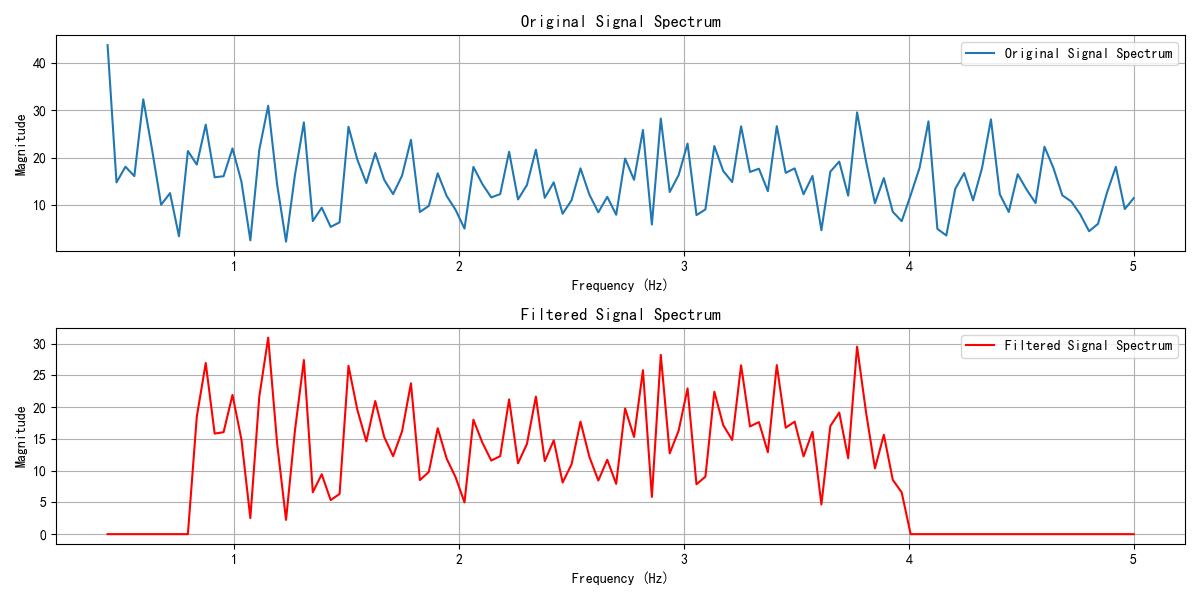 Original Signal Spectrum
Original Signal Spectrum
40
30
20
10
Magnitude
1 2 3 4 5
Frequency (Hz)
Filtered Signal Spectrum
Filtered Signal Spectrum
30
25
20
15
10
5
0
Magnitude
1 2 3 4 5
Frequency (Hz)